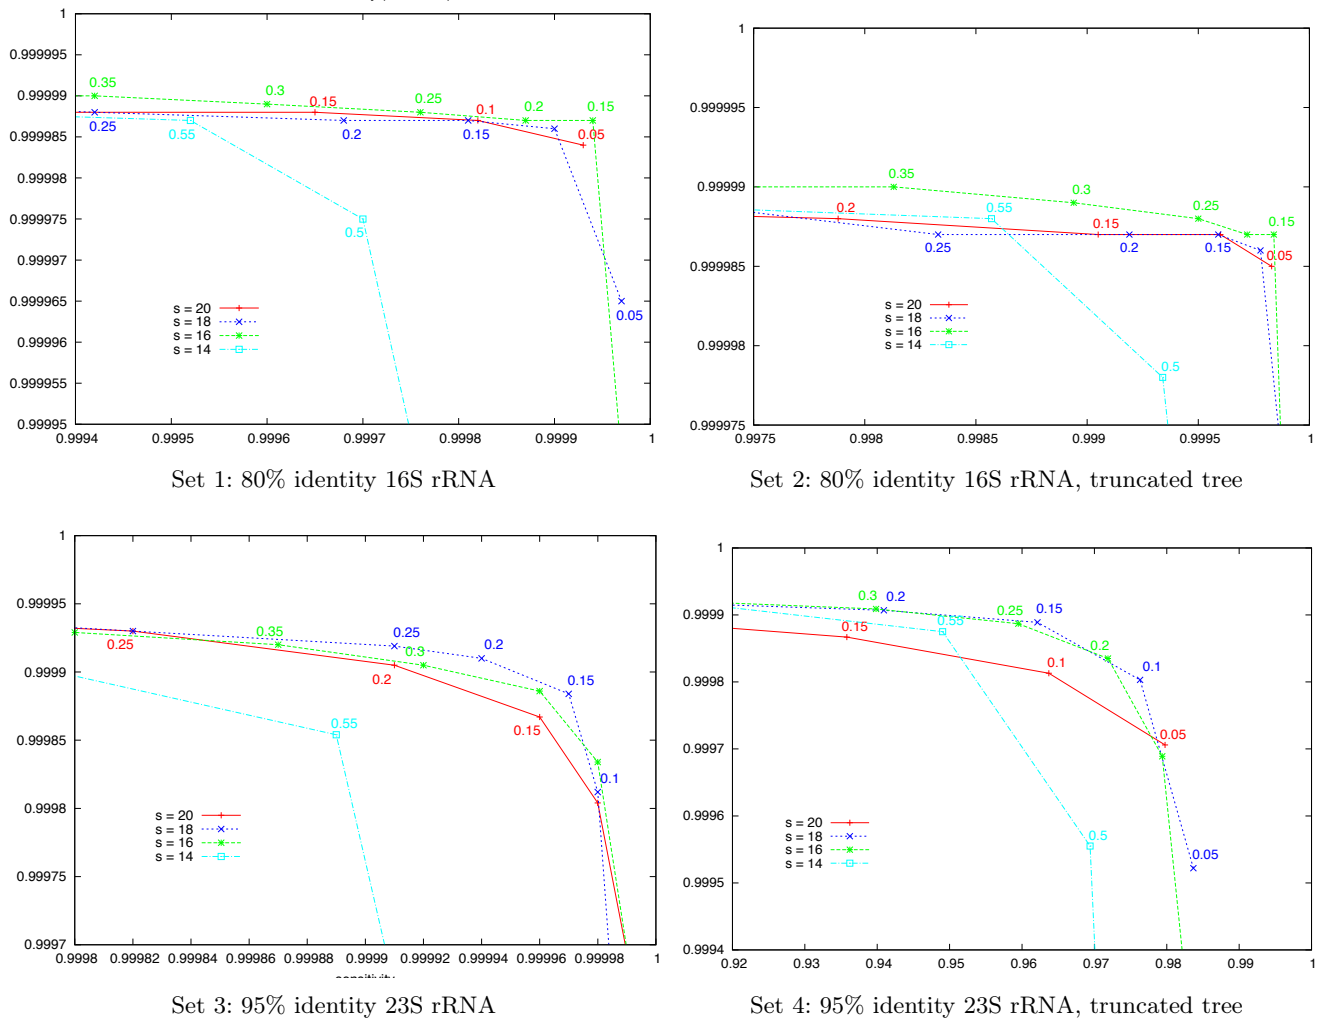 1
0.999995
0.99999
0.999985
0.99998
0.999975
0.99997
0.999965
0.99996
0.999955
0.99995
0.9994 0.9995 0.9996 0.9997 0.9998 0.9999 1
0.35 0.3 0.25 0.2 0.15
0.15 0.1 0.05
0.25 0.2 0.15 0.05
0.55 0.5
s = 20
s = 18
s = 16
s = 14
Set 1: 80% identity 16S rRNA
1
0.999995
0.99999
0.999985
0.99998
0.999975
0.9975 0.998 0.9985 0.999 0.9995 1
0.35 0.3 0.25 0.15
0.2 0.15 0.05
0.25 0.2 0.15
0.55 0.5
s = 20
s = 18
s = 16
s = 14
Set 2: 80% identity 16S rRNA, truncated tree
1
0.99995
0.9999
0.99985
0.9998
0.99975
0.9997
0.9998 0.99982 0.99984 0.99986 0.99988 0.9999 0.99992 0.99994 0.99996 0.99998 1
0.35 0.3
0.25 0.2 0.15 0.1
0.25 0.2 0.15
0.55
s = 20
s = 18
s = 16
s = 14
Set 3: 95% identity 23S rRNA
1
0.9999
0.9998
0.9997
0.9996
0.9995
0.9994
0.92 0.93 0.94 0.95 0.96 0.97 0.98 0.99 1
0.3 0.25 0.2
0.2 0.15 0.1 0.05
0.15 0.1 0.05
0.55 0.5
s = 20
s = 18
s = 16
s = 14
Set 4: 95% identity 23S rRNA, truncated tree